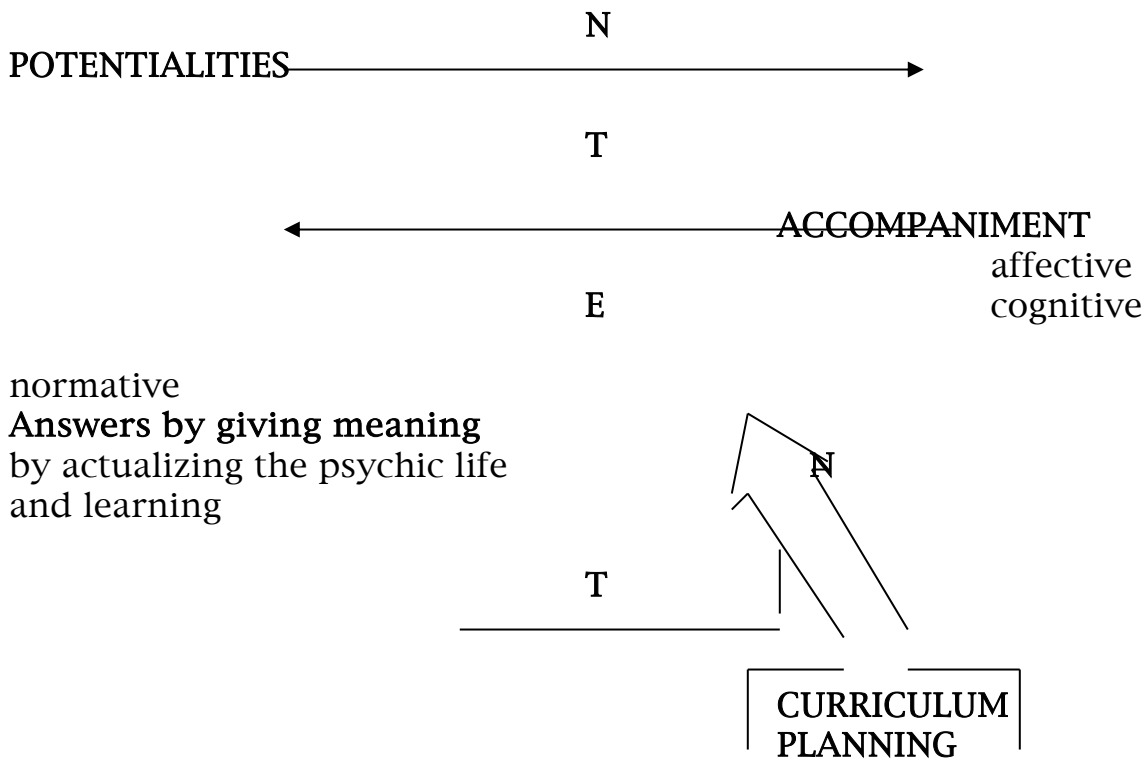 N
POTENTIALITIES
T
ACCOMPANIMENT
affective
cognitive
E
normative
Answers by giving meaning
by actualizing the psychic life
and learning
N
T
CURRICULUM
PLANNING